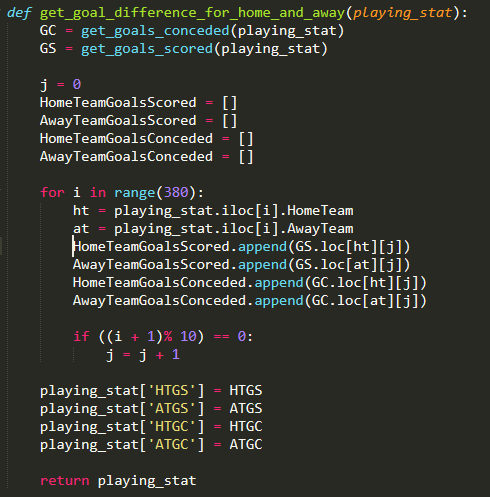 def get_goal_difference_for_home_and_away(playing_stat):
    GC = get_goals_conceded(playing_stat)
    GS = get_goals_scored(playing_stat)

    j = 0
    HomeTeamGoalsScored = []
    AwayTeamGoalsScored = []
    HomeTeamGoalsConceded = []
    AwayTeamGoalsConceded = []

    for i in range(380):
        ht = playing_stat.iloc[i].HomeTeam
        at = playing_stat.iloc[i].AwayTeam
        HomeTeamGoalsScored.append(GS.loc[ht][j])
        AwayTeamGoalsScored.append(GS.loc[at][j])
        HomeTeamGoalsConceded.append(GC.loc[ht][j])
        AwayTeamGoalsConceded.append(GC.loc[at][j])

        if ((i + 1)% 10) == 0:
            j = j + 1

    playing_stat['HTGS'] = HTGS
    playing_stat['ATGS'] = ATGS
    playing_stat['HTGC'] = HTGC
    playing_stat['ATGC'] = ATGC

    return playing_stat